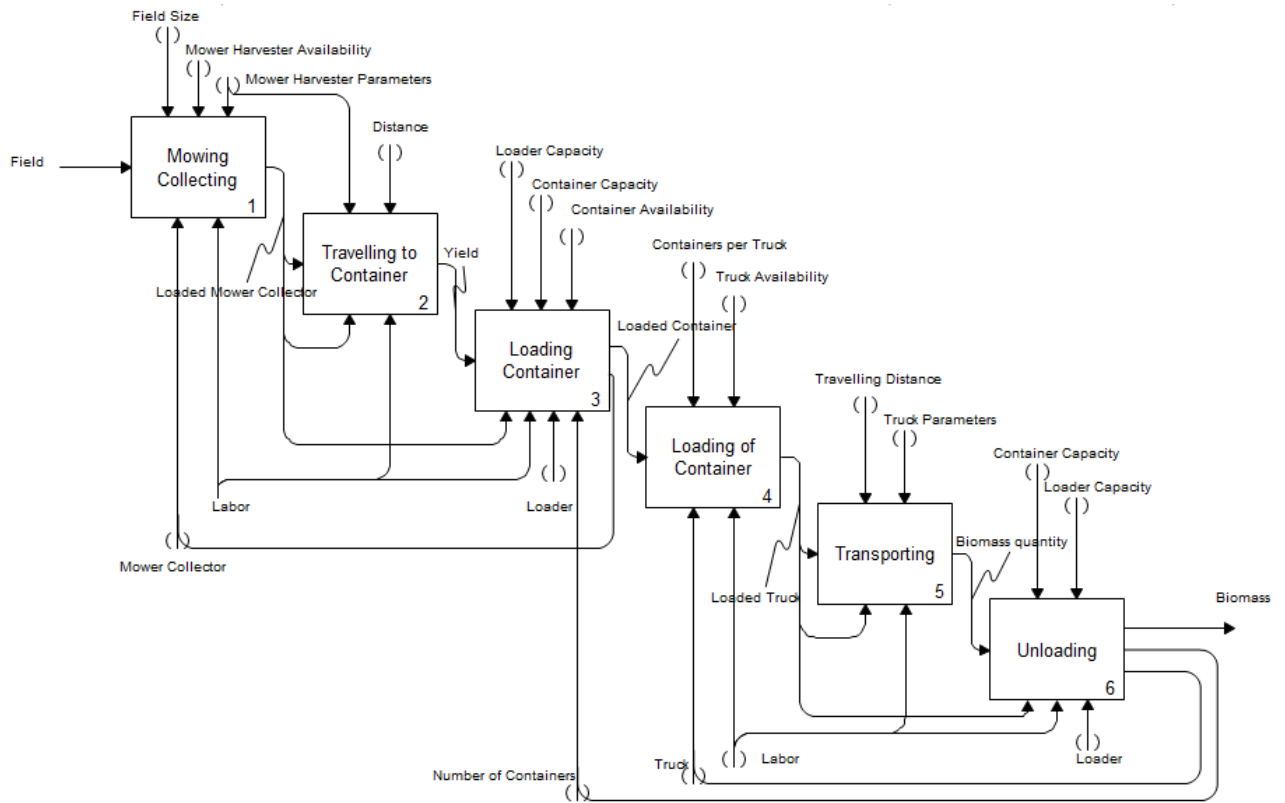 Field Size
Mower Harvester Availability
Mower Harvester Parameters
Field
Mowing
Collecting
1
Distance
Loader Capacity
Container Capacity
Container Availability
Travelling to
Container
2
Yield
Loaded Mower Collector
Containers per Truck
Truck Availability
Loading
Container
3
Loaded Container
Travelling Distance
Truck Parameters
Loading of
Container
4
Container Capacity
Loader Capacity
Labor
Loader
Mower Collector
Transporting
5
Biomass quantity
Loaded Truck
Biomass
Unloading
6
Number of Containers
Truck
Labor
Loader